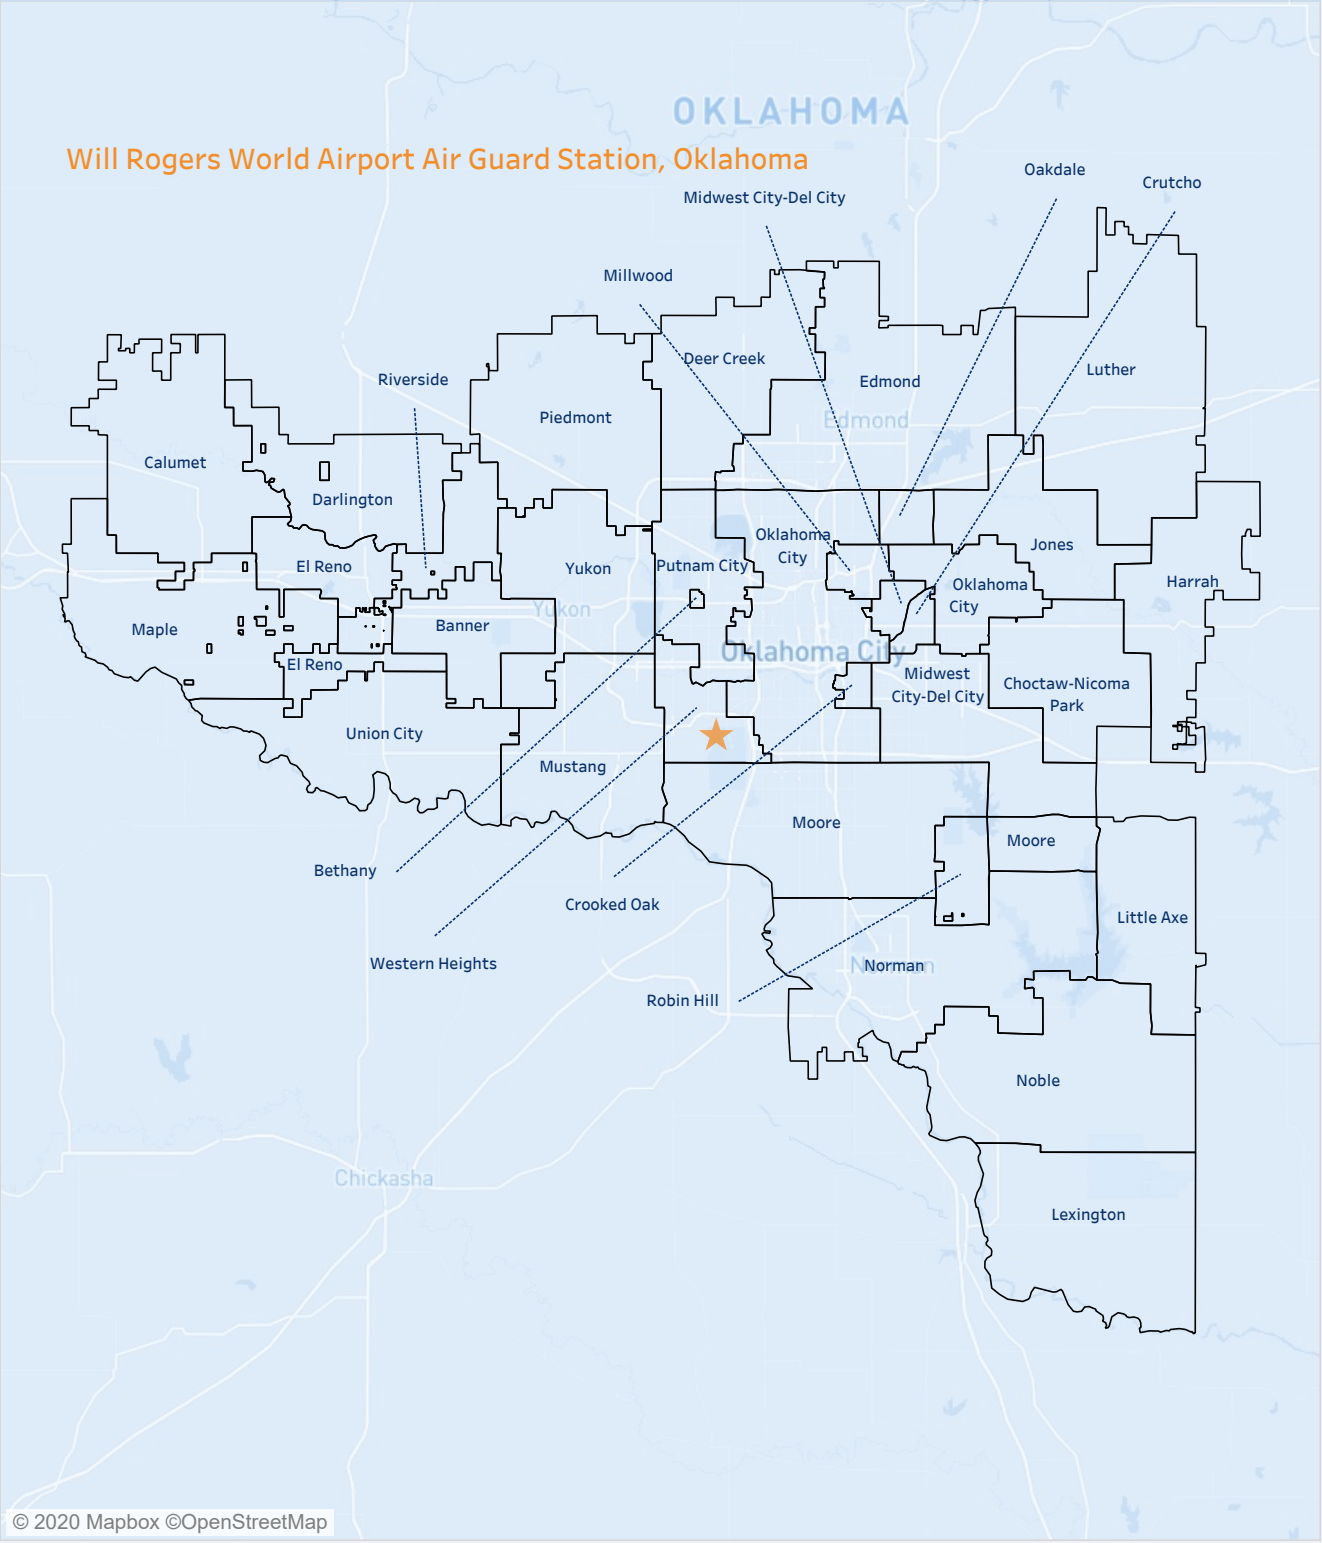 OKLAHOMA
Will Rogers World Airport Air Guard Station, Oklahoma
Oakdale
Crutcho
Midwest City-Del City
Millwood
Deer Creek
Luther
Riverside
Edmond
Edmond
Piedmont
Calumet
Darlington
Oklahoma
City
Jones
El Reno
Yukon
Putnam City
Harrah
Oklahoma
City
Yukon
Maple
Banner
Oklahoma City
El Reno
Midwest
City-Del City
Choctaw-Nicoma
Park
Union City
Mustang
Moore
Moore
Bethany
Crooked Oak
Little Axe
Western Heights
Norman
Norman
Robin Hill
Noble
Chickasha
Lexington
© 2020 Mapbox ©OpenStreetMap